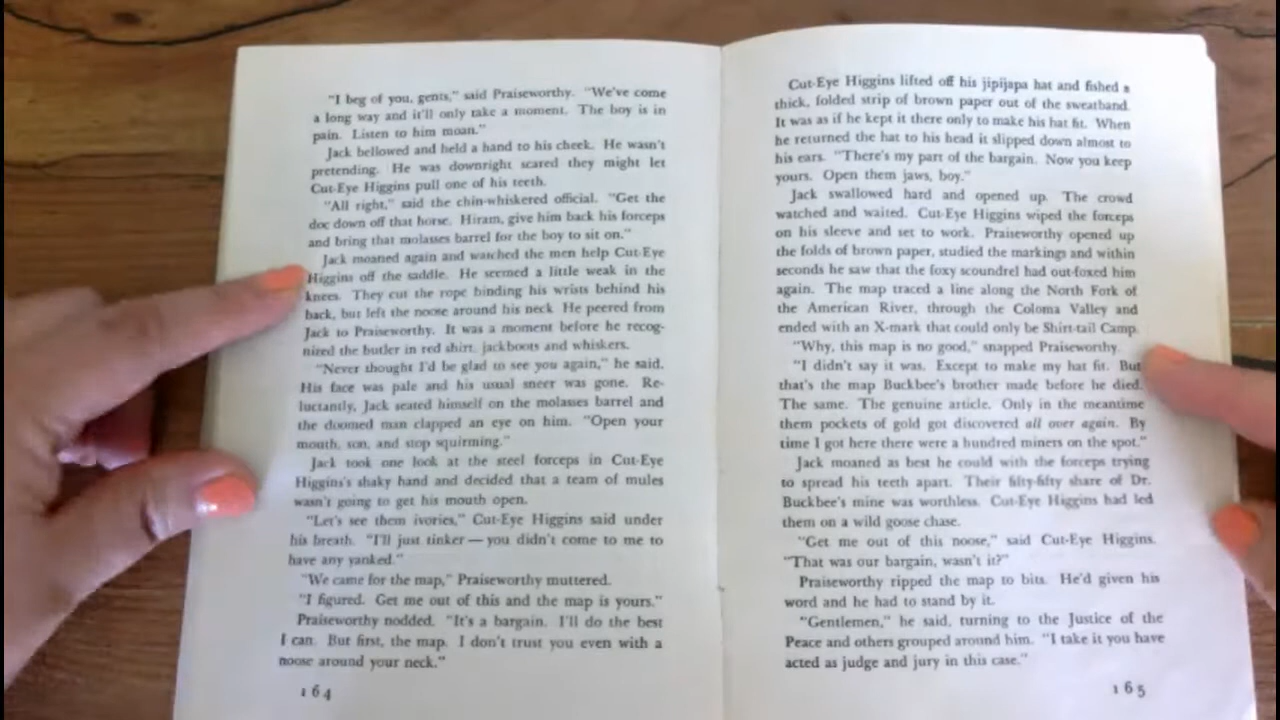 "I beg of you, gents," said Praiseworthy. "We've come
a long way and it'll only take a moment. The boy is in
pain. Listen to him moan."
Jack bellowed and held a hand to his cheek. He wasn't
pretending. He was downright scared they might let
Cut-Eye Higgins pull one of his teeth.
"All right," said the chin-whiskered official. "Get the
doc down off that horse. Hiram, give him back his forceps
and bring that molasses barrel for the boy to sit on."
Jack moaned again and watched the men help Cut-Eye
Higgins off the saddle. He seemed a little weak in the
knees. They cut the rope binding his wrists behind his
back, but left the noose around his neck. He peered from
Jack to Praiseworthy. It was a moment before he recog-
nized the butler in red shirt, jackboots and whiskers.
"Never thought I'd be glad to see you again," he said.
His face was pale and his usual sneer was gone. Re-
luctantly, Jack seated himself on the molasses barrel and
the doomed man clapped an eye on him. "Open your
mouth, son, and stop squirming."
Jack took one look at the steel forceps in Cut-Eye
Higgins's shaky hand and decided that a team of mules
wasn't going to get his mouth open.
"Let's see them ivories," Cut-Eye Higgins said under
his breath. "I'll just tinker — you didn't come to me to
have any yanked."
"We came for the map," Praiseworthy muttered.
"I figured. Get me out of this and the map is yours."
Praiseworthy nodded. "It's a bargain. I'll do the best
I can. But first, the map. I don't trust you even with a
noose around your neck."
164
Cut-Eye Higgins lifted off his jipijapa hat and fished a
thick, folded strip of brown paper out of the sweatband.
It was as if he kept it there only to make his hat fit. When
he returned the hat to his head it slipped down almost to
his ears. "There's my part of the bargain. Now you keep
yours. Open them jaws, boy."
Jack swallowed hard and opened up. The crowd
watched and waited. Cut-Eye Higgins wiped the forceps
on his sleeve and set to work. Praiseworthy opened up
the folds of brown paper, studied the markings and within
seconds he saw that the foxy scoundrel had out-foxed him
again. The map traced a line along the North Fork of
the American River, through the Coloma Valley and
ended with an X-mark that could only be Shirt-tail Camp.
"Why, this map is no good," snapped Praiseworthy.
"I didn't say it was. Except to make my hat fit. But
that's the map Buckbee's brother made before he died.
The same. The genuine article. Only in the meantime
them pockets of gold got discovered all over again. By
time I got here there were a hundred miners on the spot."
Jack moaned as best he could with the forceps trying
to spread his teeth apart. Their fifty-fifty share of Dr.
Buckbee's mine was worthless. Cut-Eye Higgins had led
them on a wild goose chase.
"Get me out of this noose," said Cut-Eye Higgins.
"That was our bargain, wasn't it?"
Praiseworthy ripped the map to bits. He'd given his
word and he had to stand by it.
"Gentlemen," he said, turning to the Justice of the
Peace and others grouped around him. "I take it you have
acted as judge and jury in this case."
165